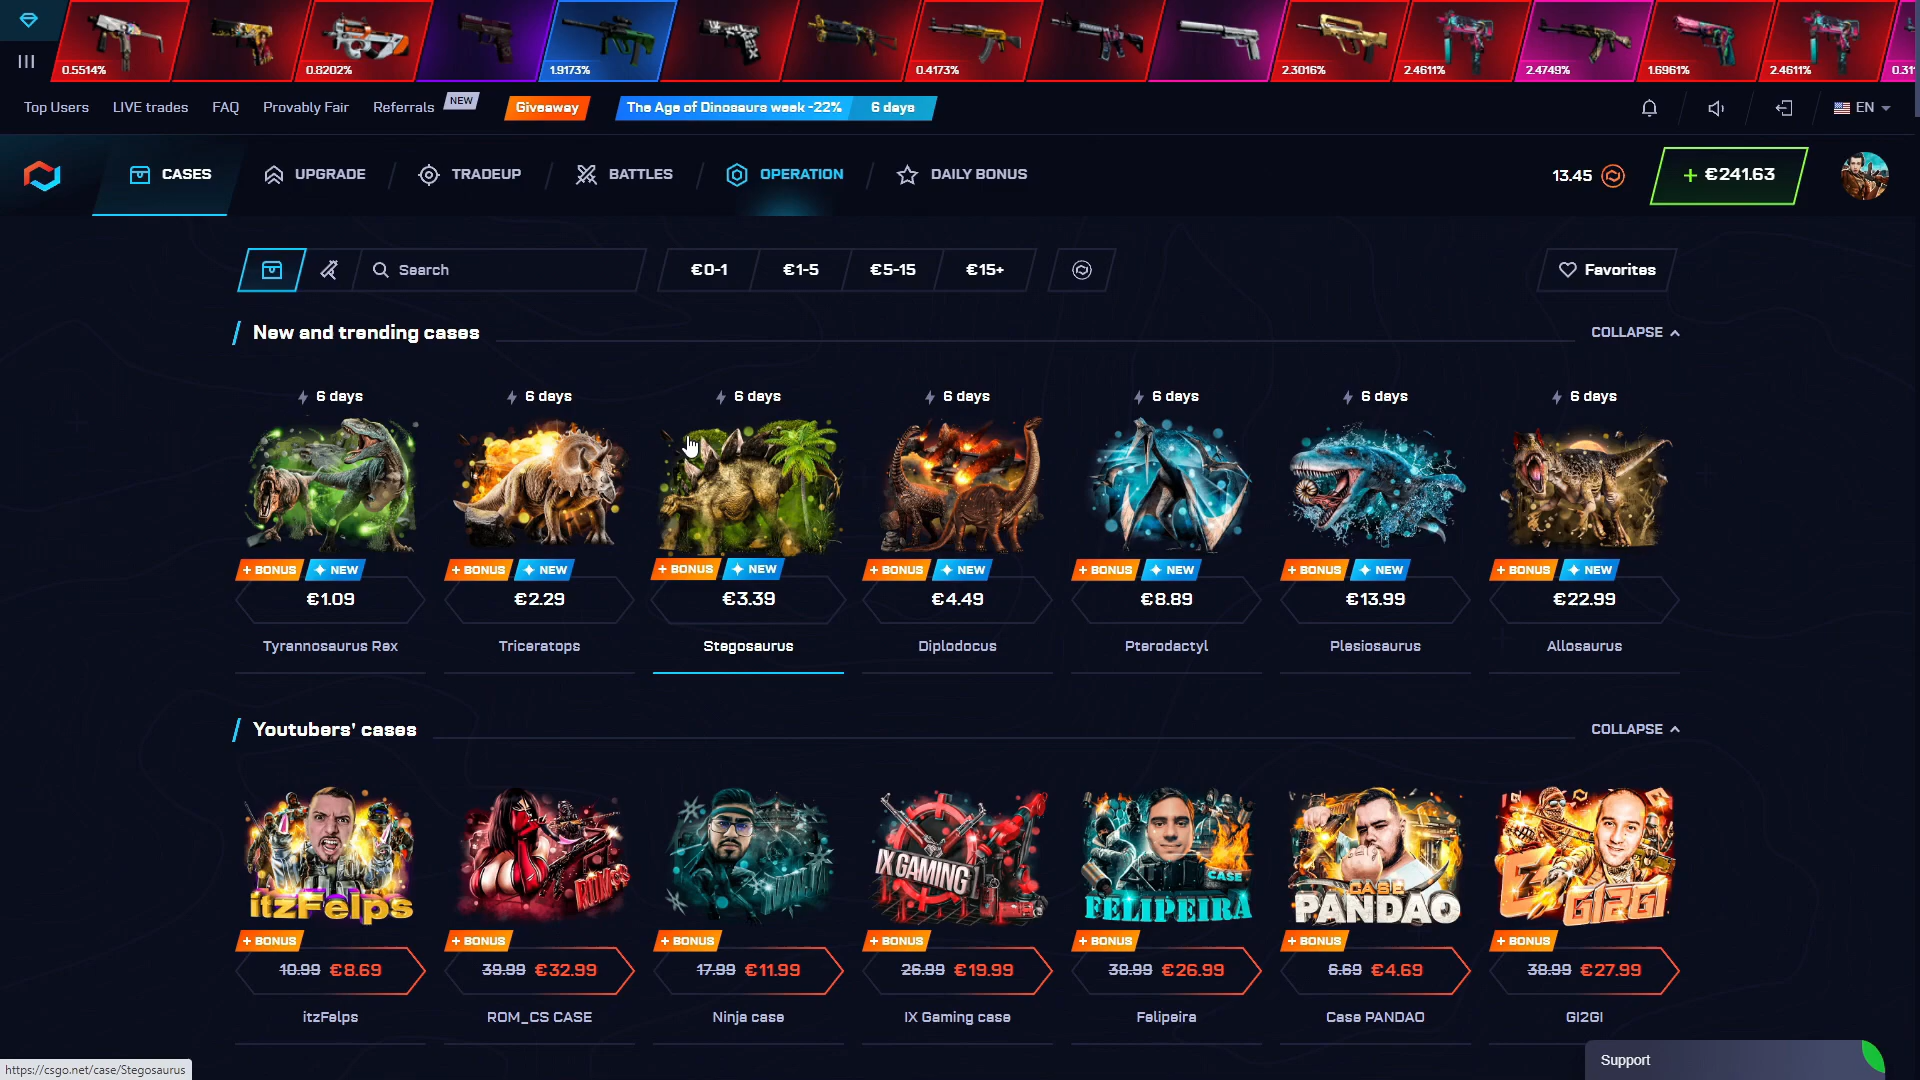 0.5514%
0.8202%
1.9173%
0.4173%
2.3016%
2.4611%
2.4749%
1.6961%
2.4611%
Top Users
LIVE trades
FAQ
Provably Fair
Referrals
NEW
Giveaway
The Age of Dinosaurs week -22%
6 days
EN
CASES
UPGRADE
TRADEUP
BATTLES
OPERATION
DAILY BONUS
13.45
+ €241.63
Search
€0-1
€1-5
€5-15
€15+
Favorites
New and trending cases
COLLAPSE
6 days
6 days
6 days
6 days
6 days
6 days
6 days
+ BONUS NEW
+ BONUS NEW
+ BONUS NEW
+ BONUS NEW
+ BONUS NEW
+ BONUS NEW
+ BONUS NEW
€1.09
€2.29
€3.39
€4.49
€8.89
€13.99
€22.99
Tyrannosaurus Rex
Triceratops
Stegosaurus
Diplodocus
Pterodactyl
Plesiosaurus
Allosaurus
Youtubers' cases
COLLAPSE
itzFelps
IX GAMING
CASE
FELIPEIRA
CASE
PANDAO
GI2GI
+ BONUS
+ BONUS
+ BONUS
+ BONUS
+ BONUS
+ BONUS
+ BONUS
10.99 €8.69
39.99 €32.99
17.99 €11.99
26.99 €19.99
38.99 €26.99
6.69 €4.69
38.99 €27.99
itzFelps
ROM_CS CASE
Ninja case
IX Gaming case
Felipeira
Case PANDAO
GI2GI
Support
https://csgo.net/case/Stegosaurus